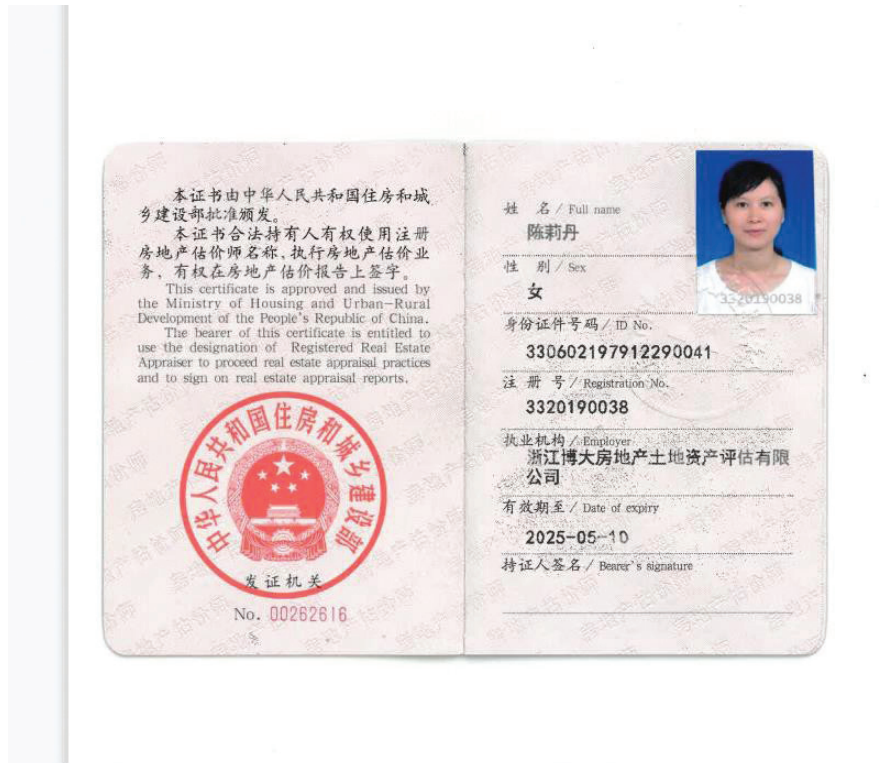 本证书由中华人民共和国住房和城
乡建设部批准颁发。
本证书合法持有人有权使用注册
房地产估价师名称、执行房地产估价业
务，有权在房地产估价报告上签字。
This certificate is approved and issued by
the Ministry of Housing and Urban-Rural
Development of the People's Republic of China.
The bearer of this certificate is entitled to
use the designation of Registered Real Estate
Appraiser to proceed real estate appraisal practices
and to sign on real estate appraisal reports.
中华人民共和国住房和城乡建设部
发证机关
No. 00262616
姓 名 / Full name
陈莉丹
性 别 / Sex
女
身份证件号码 / ID No.
330602197912290041
注 册 号 / Registration No.
3320190038
执业机构 / Employer
浙江博大房地产土地资产评估有限
公司
有效期至 / Date of expiry
2025-05-10
持证人签名 / Bearer's signature
3320190038